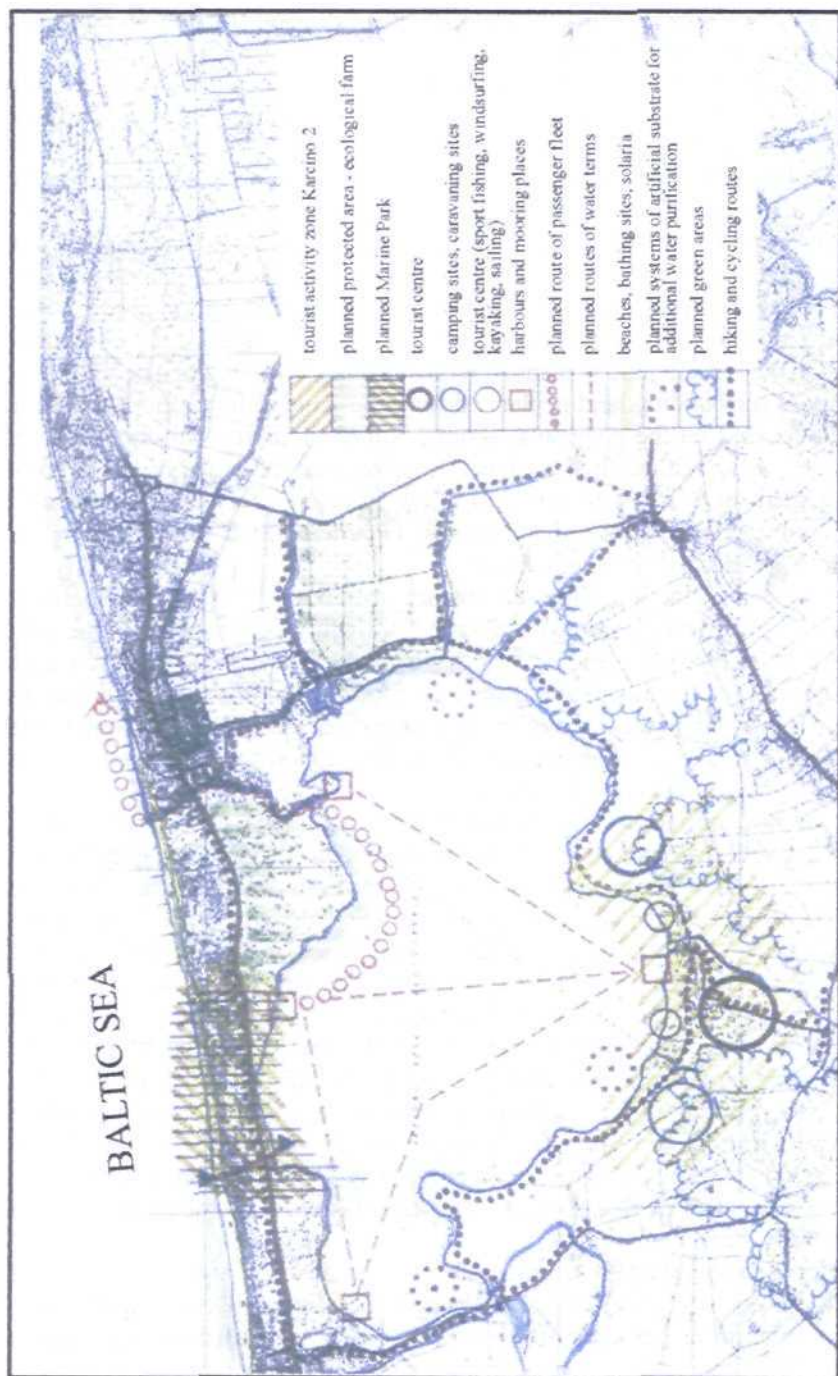 BALTIC SEA
tourist activity zone Karcino 2
planned protected area - ecological farm
planned Marine Park
tourist centre
camping sites, caravaning sites
tourist centre (sport fishing, windsurfing,
kayaking, sailing)
harbours and mooring places
planned route of passenger fleet
planned routes of water terms
beaches, bathing sites, solaria
planned systems of artificial substrate for
additional water purification
planned green areas
hiking and cycling routes